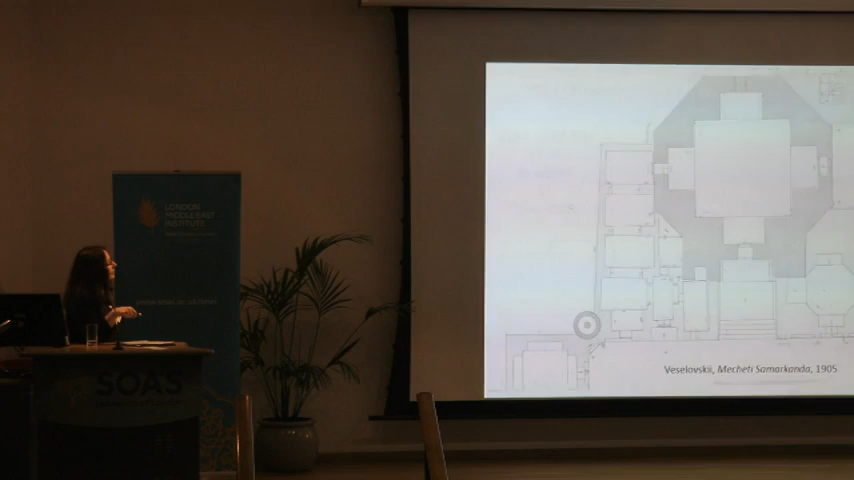 LONDON
MIDDLE EAST
INSTITUTE
SOAS
Veselovskii, Mecheti Samarkanda, 1905